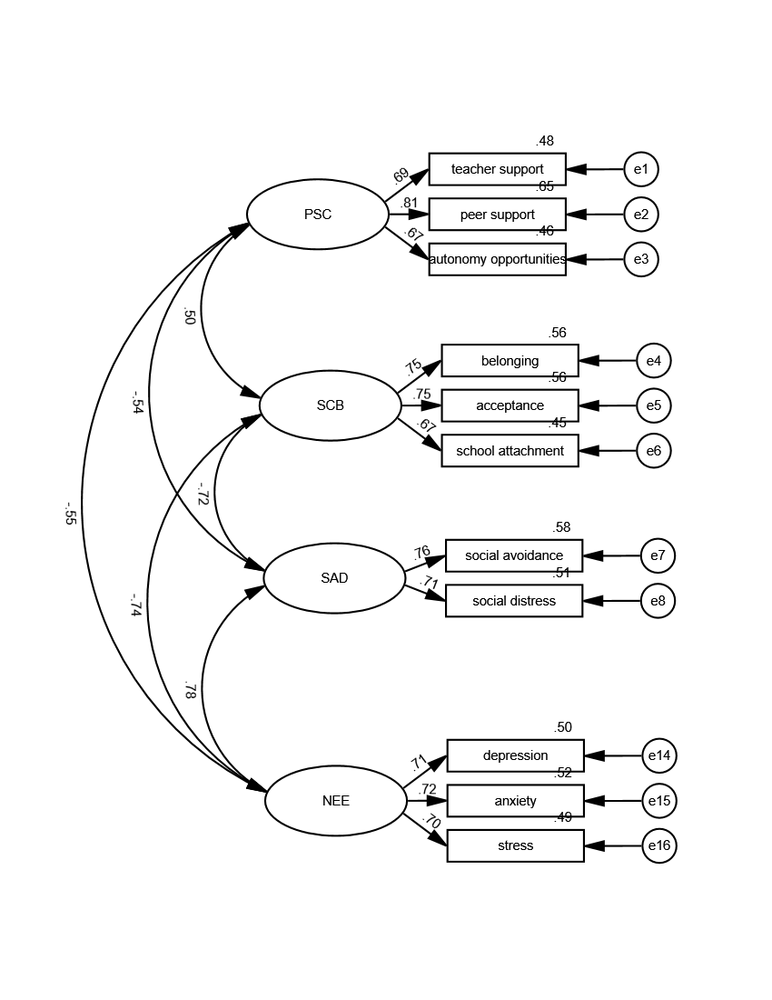 .48
.69
teacher support
e1
PSC
.65
.81
peer support
e2
.46
.67
autonomy opportunities
e3
.50
.56
.75
belonging
e4
SCB
.56
.75
acceptance
e5
.45
.67
school attachment
e6
-.54
-.72
-.55
.58
.76
social avoidance
e7
SAD
.51
.71
social distress
e8
-.74
.78
.50
.71
depression
e14
NEE
.52
.72
anxiety
e15
.49
.70
stress
e16